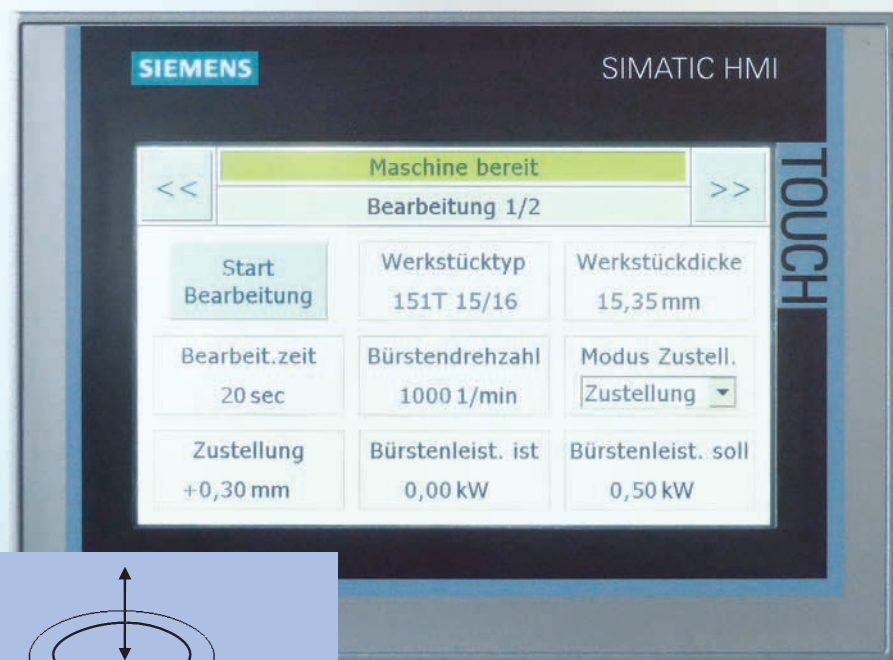 SIEMENS
SIMATIC HMI
TOUCH
<<
Maschine bereit
>>
Bearbeitung 1/2
Start
Bearbeitung
Werkstücktyp
151T 15/16
Werkstückdicke
15,35 mm
Bearbeit.zeit
20 sec
Bürstendrehzahl
1000 1/min
Modus Zustell.
Zustellung
Zustellung
+0,30 mm
Bürstenleist. ist
0,00 kW
Bürstenleist. soll
0,50 kW